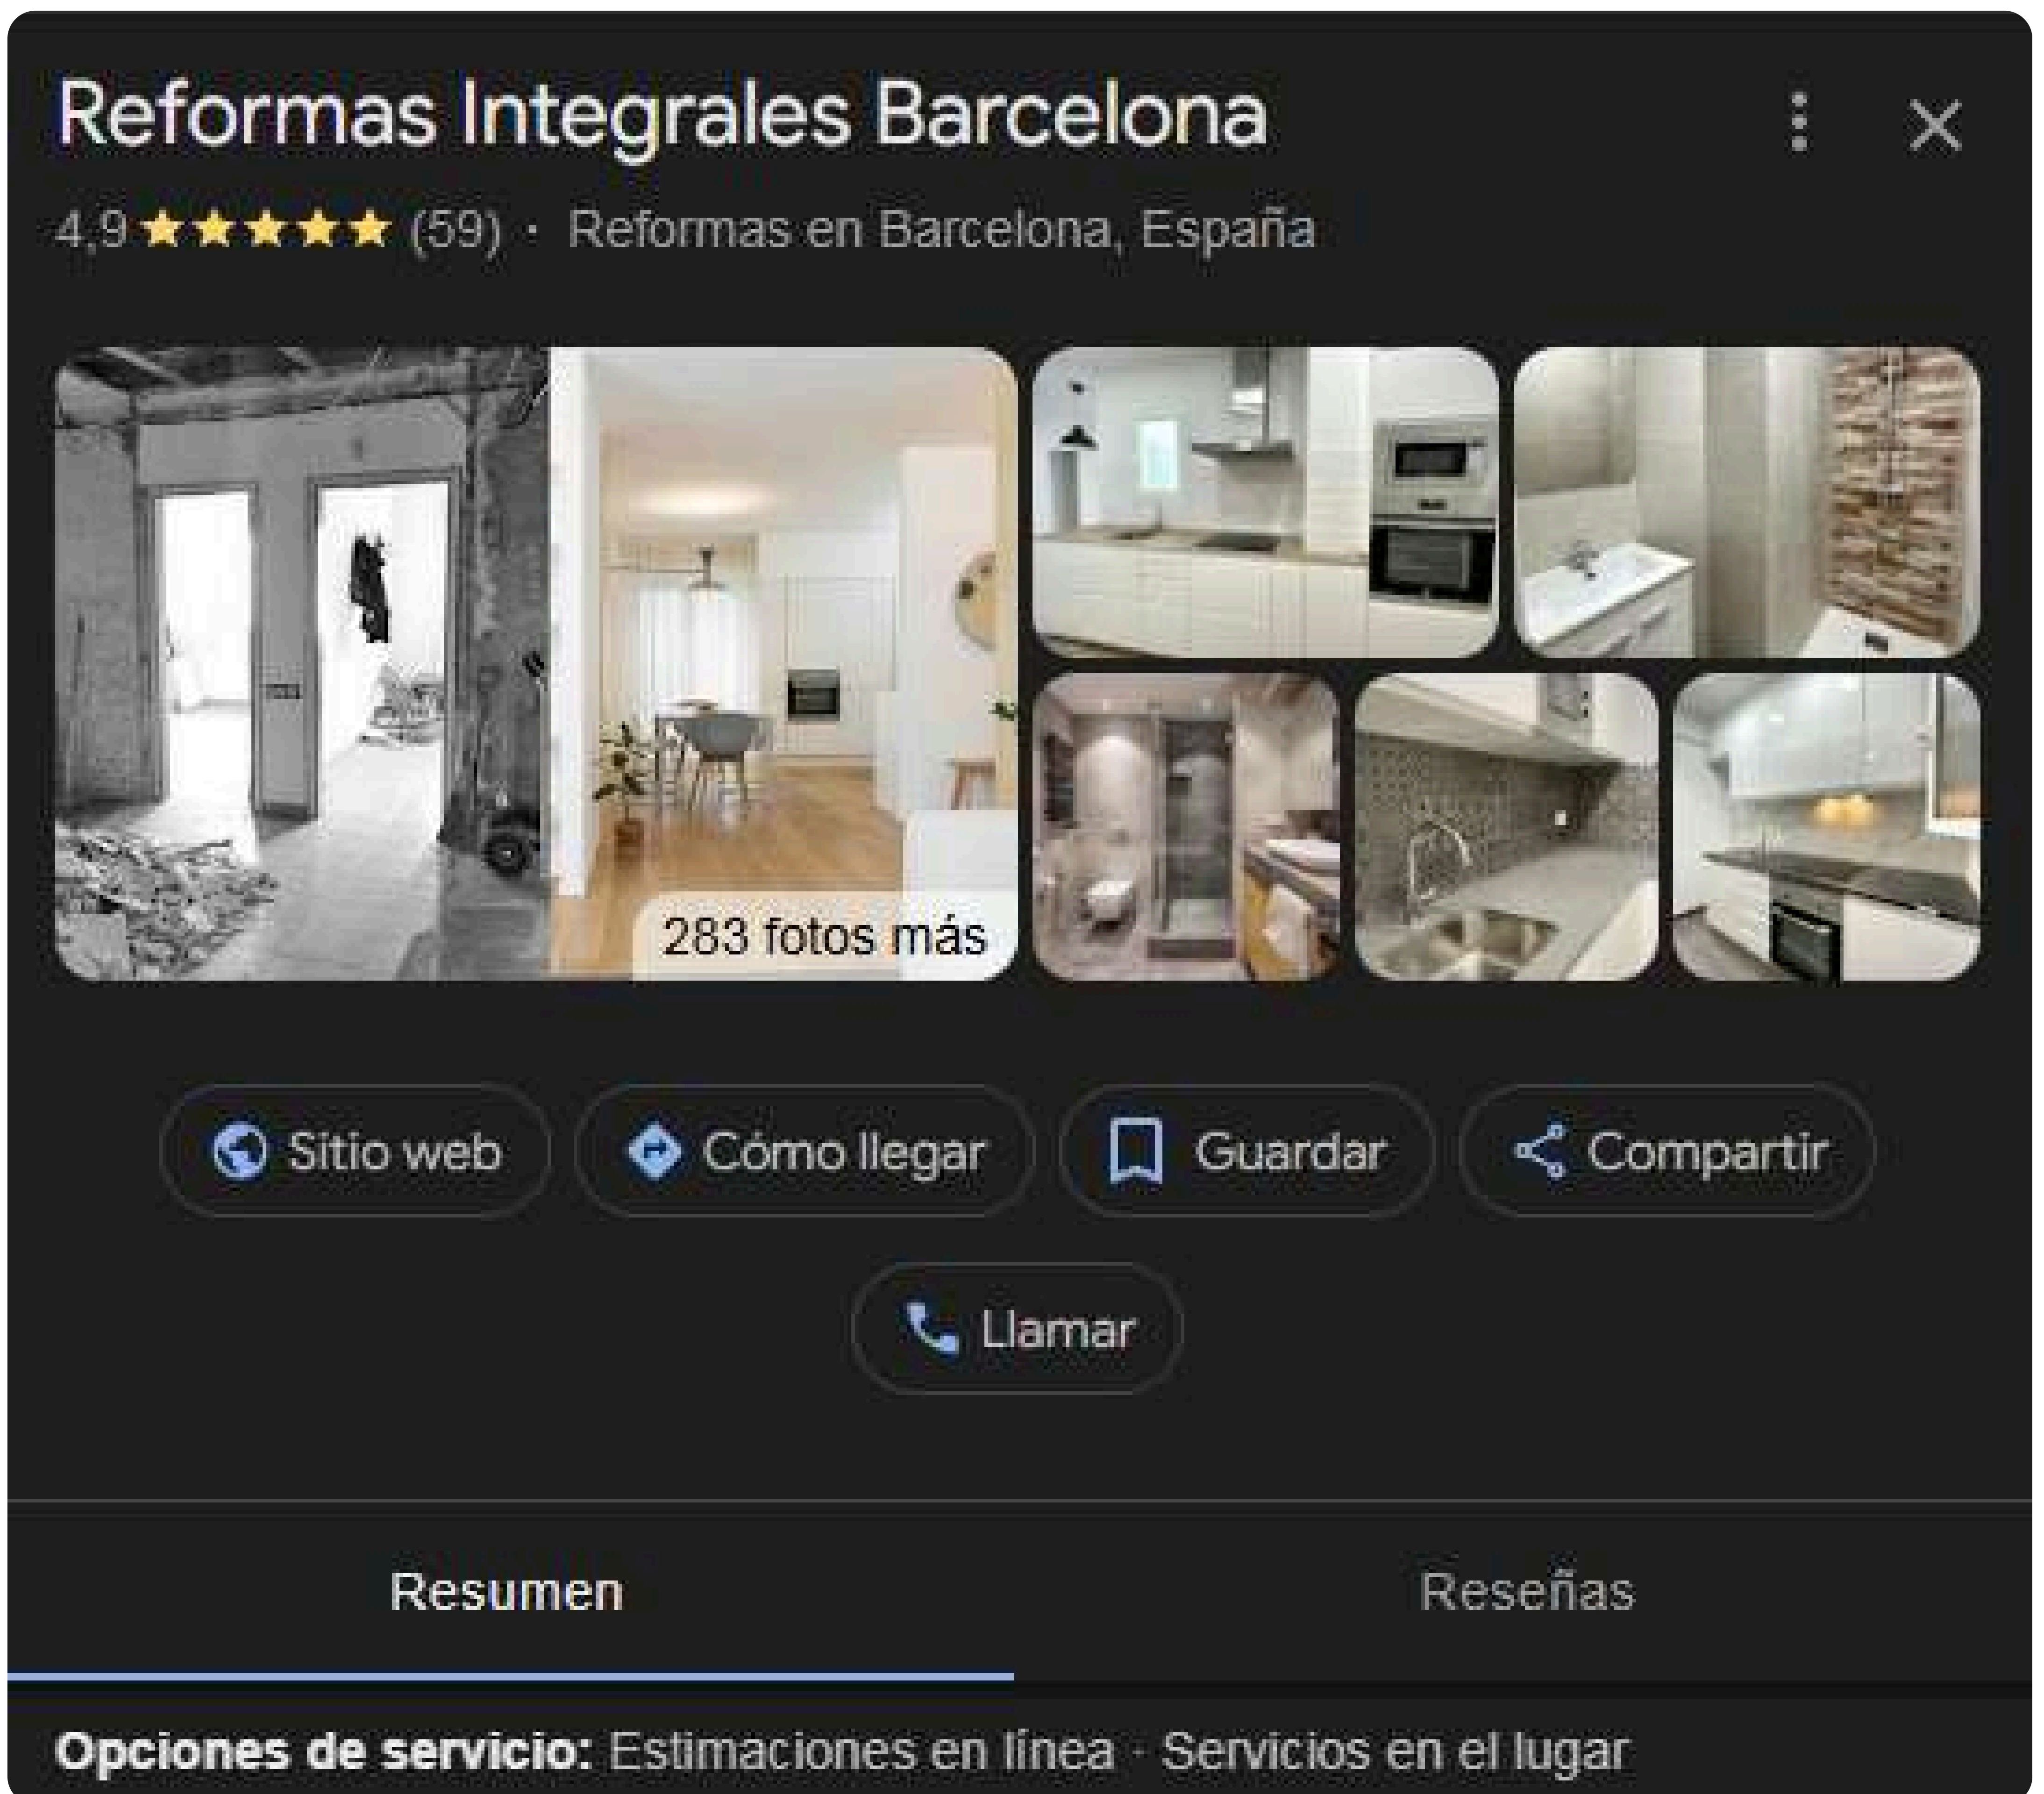 Reformas Integrales Barcelona
4,9 (59) · Reformas en Barcelona, España
283 fotos más
Sitio web
Cómo llegar
Guardar
Compartir
Llamar
Resumen
Reseñas
Opciones de servicio: Estimaciones en línea · Servicios en el lugar